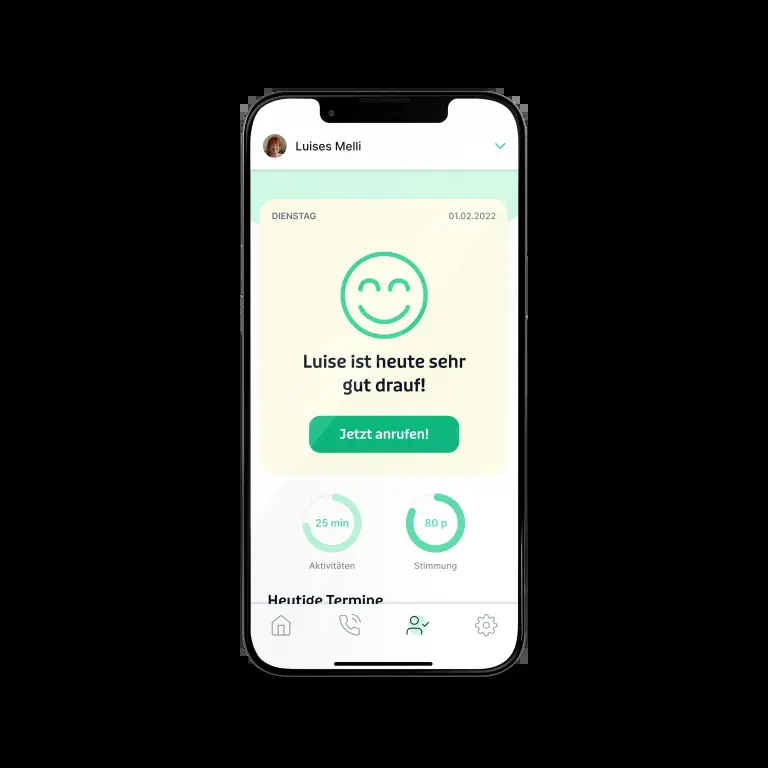 Luises Melli
DIENSTAG 01.02.2022
Luise ist heute sehr
gut drauf!
Jetzt anrufen!
25 min 80 p
Aktivitäten Stimmung
Heutige Termine